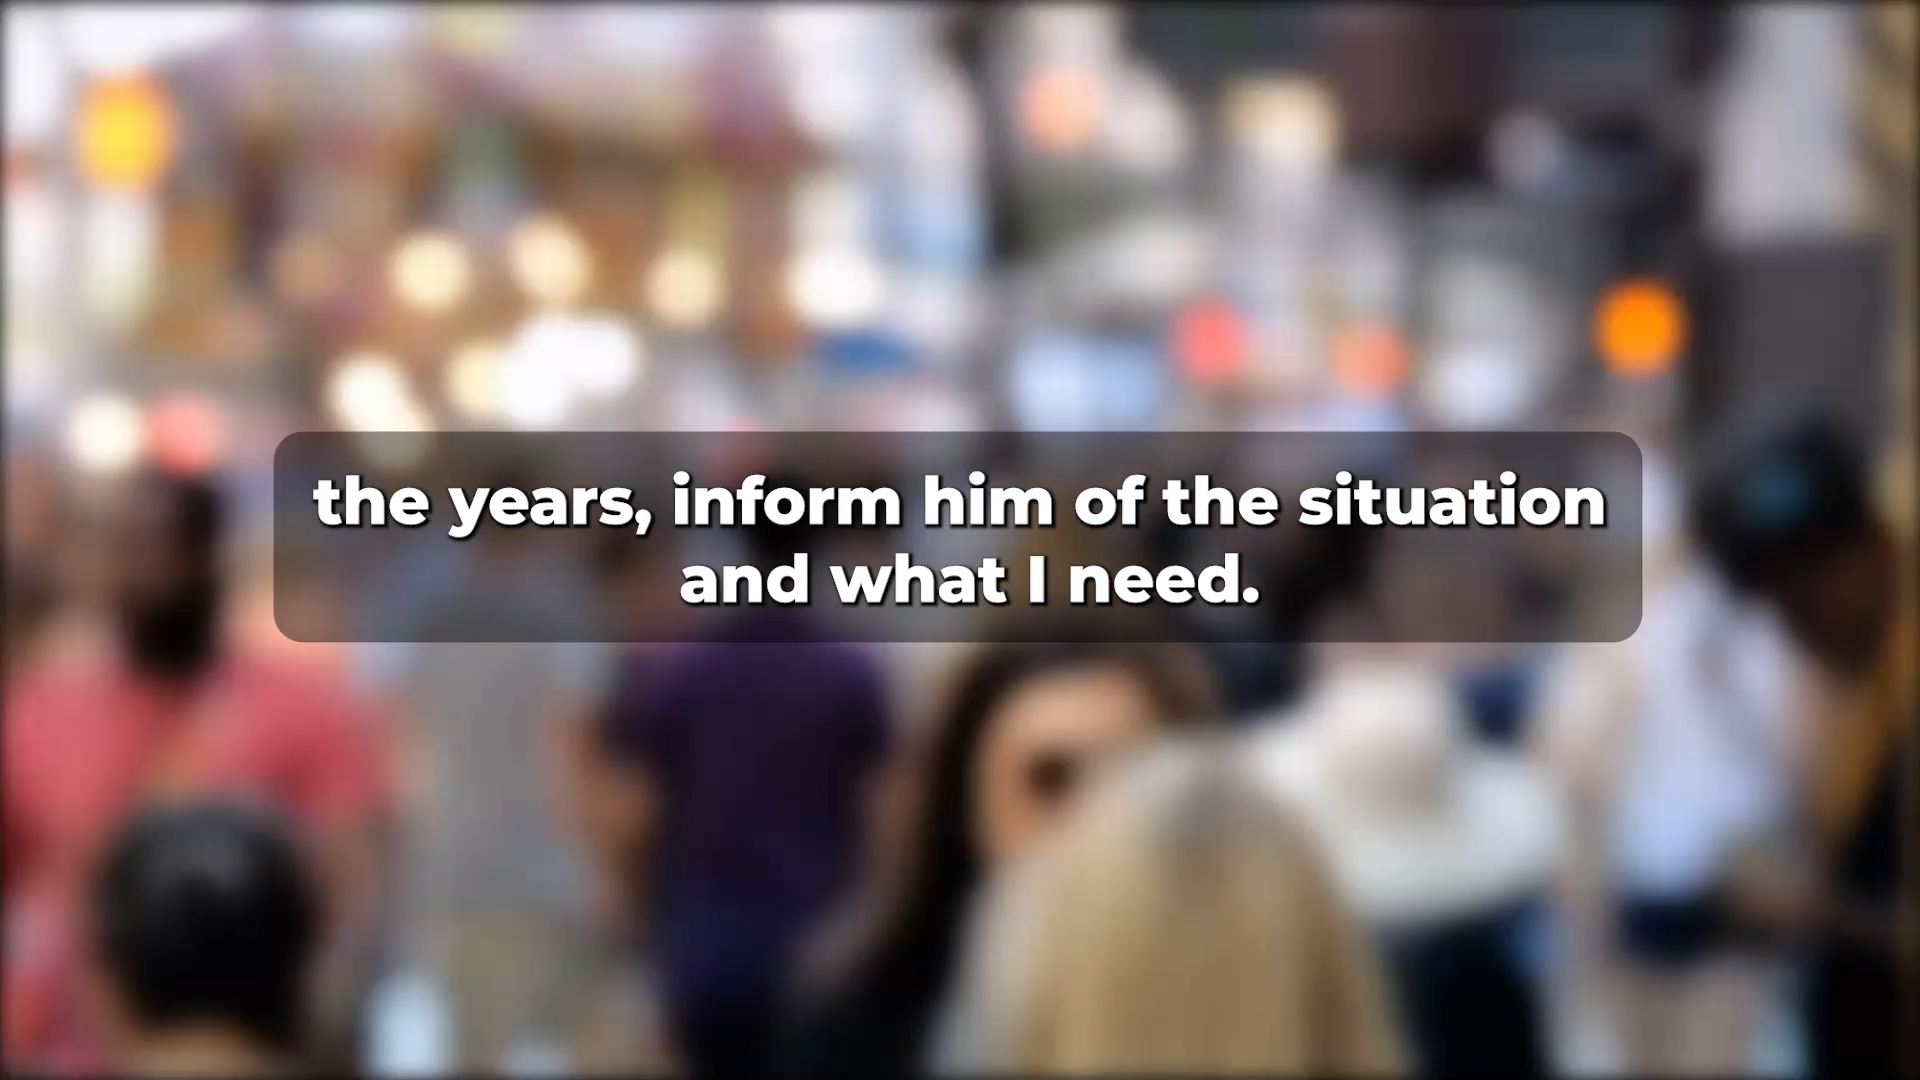 the years, inform him of the situation
and what I need.